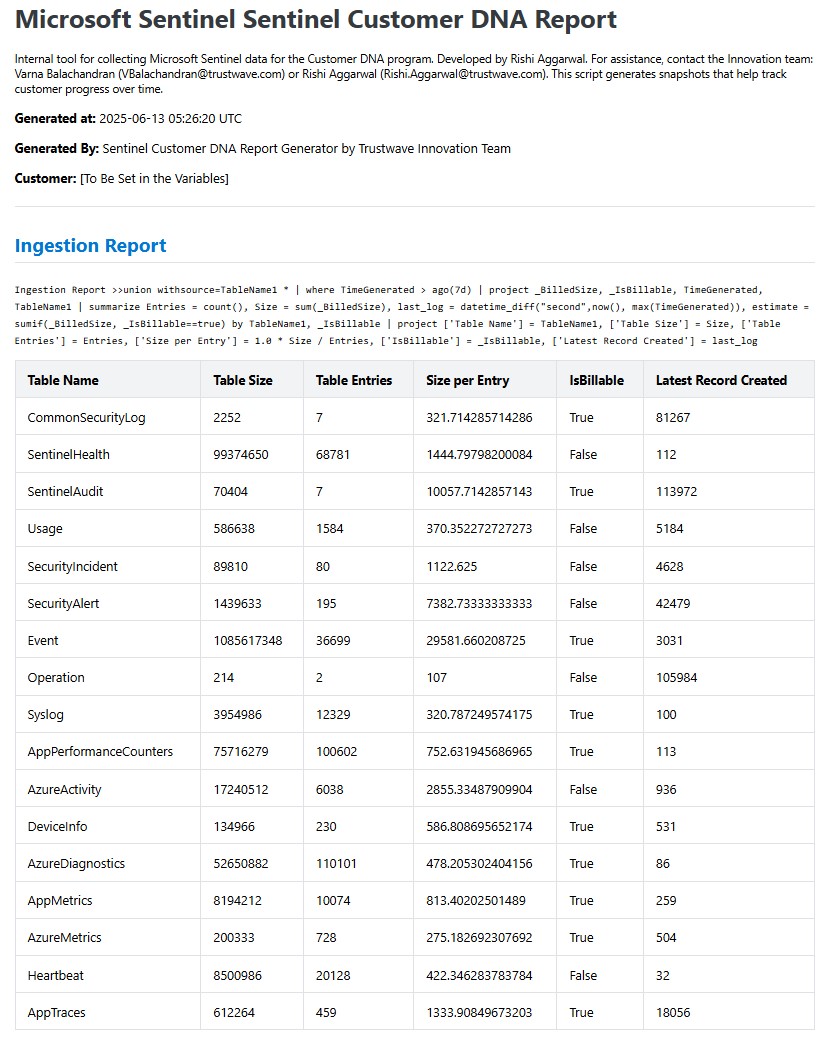 Microsoft Sentinel Sentinel Customer DNA Report
Internal tool for collecting Microsoft Sentinel data for the Customer DNA program. Developed by Rishi Aggarwal. For assistance, contact the Innovation team:
Varna Balachandran (VBalachandran@trustwave.com) or Rishi Aggarwal (Rishi.Aggarwal@trustwave.com). This script generates snapshots that help track
customer progress over time.
Generated at: 2025-06-13 05:26:20 UTC
Generated By: Sentinel Customer DNA Report Generator by Trustwave Innovation Team
Customer: [To Be Set in the Variables]
Ingestion Report
Ingestion Report >>union withsource=TableName1 * | where TimeGenerated > ago(7d) | project _BilledSize, _IsBillable, TimeGenerated,
TableName1 | summarize Entries = count(), Size = sum(_BilledSize), last_log = datetime_diff("second",now(), max(TimeGenerated)), estimate =
sumif(_BilledSize, _IsBillable==true) by TableName1, _IsBillable | project ['Table Name'] = TableName1, ['Table Size'] = Size, ['Table
Entries'] = Entries, ['Size per Entry'] = 1.0 * Size / Entries, ['IsBillable'] = _IsBillable, ['Latest Record Created'] = last_log
Table Name Table Size Table Entries Size per Entry IsBillable Latest Record Created
CommonSecurityLog 2252 7 321.714285714286 True 81267
SentinelHealth 99374650 68781 1444.79798200084 False 112
SentinelAudit 70404 7 10057.7142857143 True 113972
Usage 586638 1584 370.352272727273 False 5184
SecurityIncident 89810 80 1122.625 False 4628
SecurityAlert 1439633 195 7382.73333333333 False 42479
Event 1085617348 36699 29581.660208725 True 3031
Operation 214 2 107 False 105984
Syslog 3954986 12329 320.787249574175 True 100
AppPerformanceCounters 75716279 100602 752.631945686965 True 113
AzureActivity 17240512 6038 2855.33487909904 False 936
DeviceInfo 134966 230 586.808695652174 True 531
AzureDiagnostics 52650882 110101 478.205302404156 True 86
AppMetrics 8194212 10074 813.40202501489 True 259
AzureMetrics 200333 728 275.182692307692 True 504
Heartbeat 8500986 20128 422.346283783784 False 32
AppTraces 612264 459 1333.90849673203 True 18056